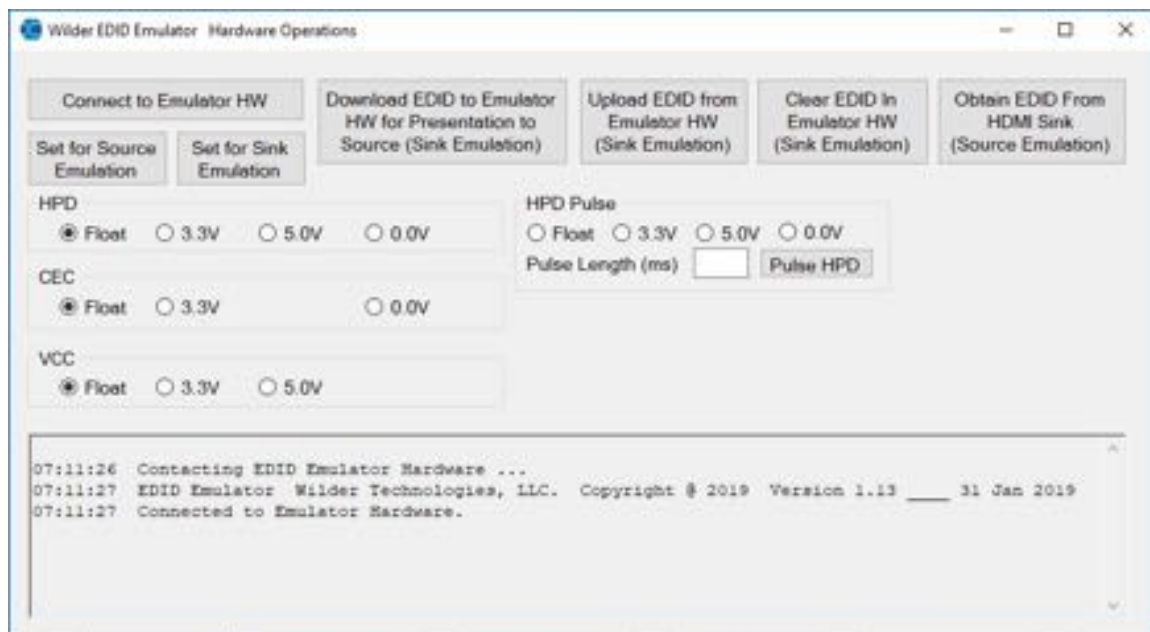 Wilder EDID Emulator Hardware Operations
Connect to Emulator HW
Set for Source
Emulation
Set for Sink
Emulation
Download EDID to Emulator
HW for Presentation to
Source (Sink Emulation)
Upload EDID from
Emulator HW
(Sink Emulation)
Clear EDID In
Emulator HW
(Sink Emulation)
Obtain EDID From
HDMI Sink
(Source Emulation)
HPD
Float 3.3V 5.0V 0.0V
HPD Pulse
Float 3.3V 5.0V 0.0V
Pulse Length (ms) Pulse HPD
CEC
Float 3.3V 0.0V
VCC
Float 3.3V 5.0V
07:11:26 Contacting EDID Emulator Hardware ...
07:11:27 EDID Emulator Wilder Technologies, LLC. Copyright @ 2019 Version 1.13 ____ 31 Jan 2019
07:11:27 Connected to Emulator Hardware.